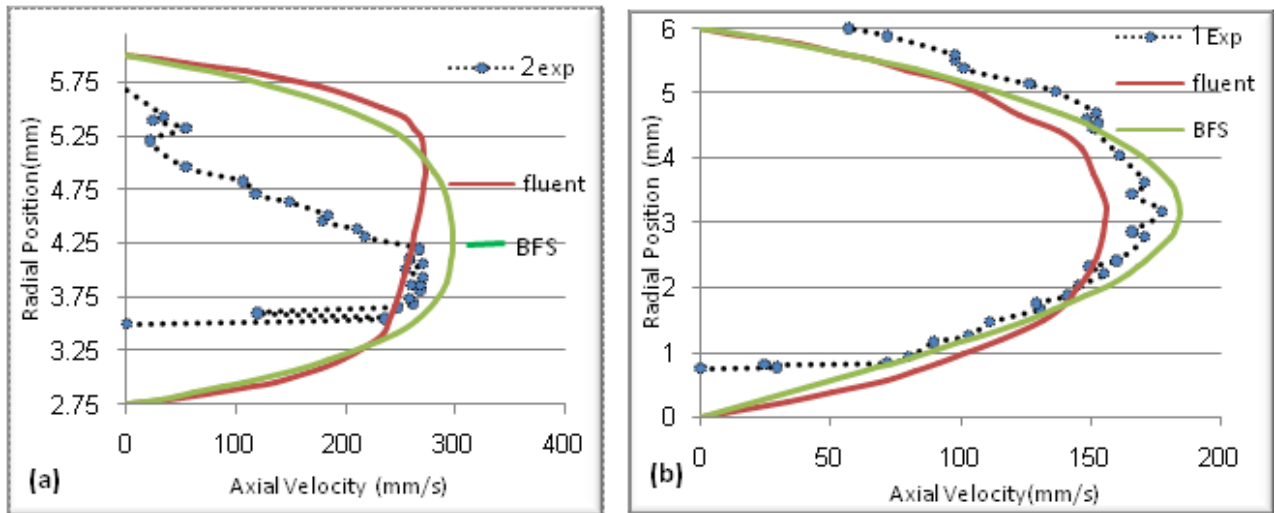 5.75
5.25
4.75
4.25
3.75
3.25
2.75
Radial Position(mm)
0
100
200
300
400
Axial Velocity (mm/s)
2exp
fluent
BFS
(a)
6
5
4
3
2
1
0
Radial Position (mm)
0
50
100
150
200
Axial Velocity(mm/s)
1Exp
fluent
BFS
(b)